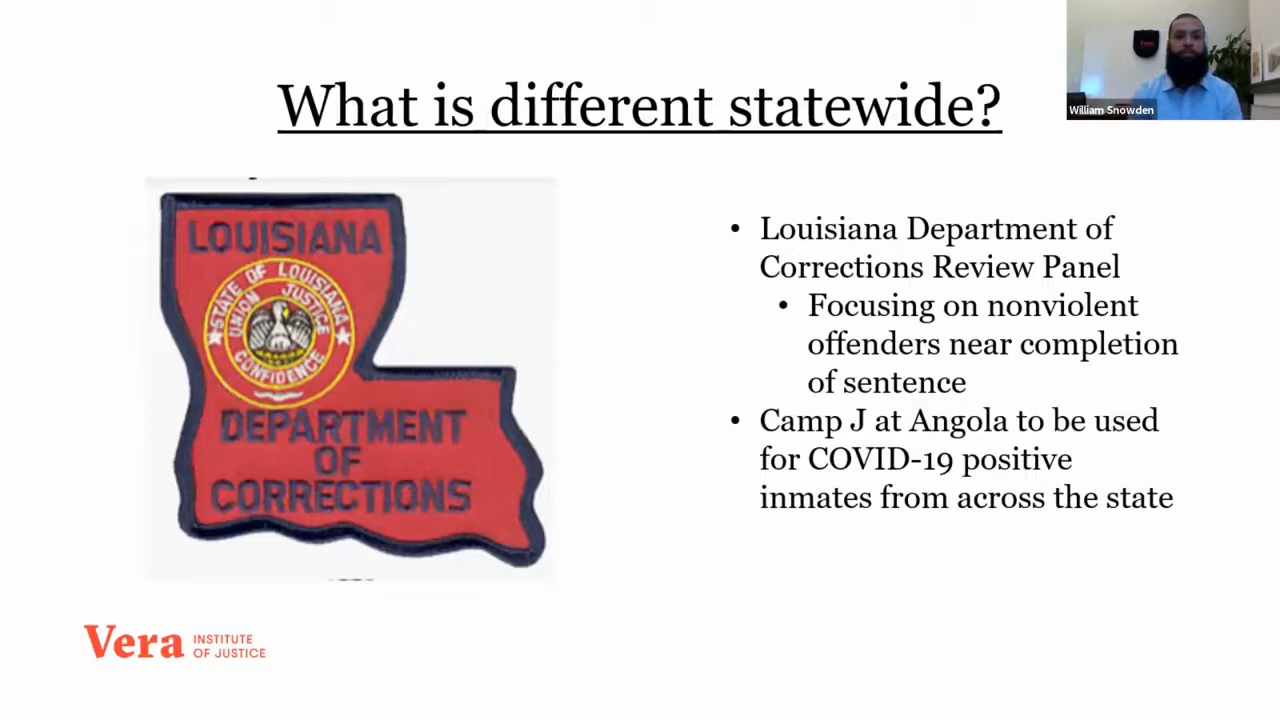 What is different statewide?
William Snowden
LOUISIANA
STATE OF LOUISIANA
UNION JUSTICE
CONFIDENCE
DEPARTMENT
OF
CORRECTIONS
• Louisiana Department of
Corrections Review Panel
• Focusing on nonviolent
offenders near completion
of sentence
• Camp J at Angola to be used
for COVID-19 positive
inmates from across the state
Vera INSTITUTE
OF JUSTICE